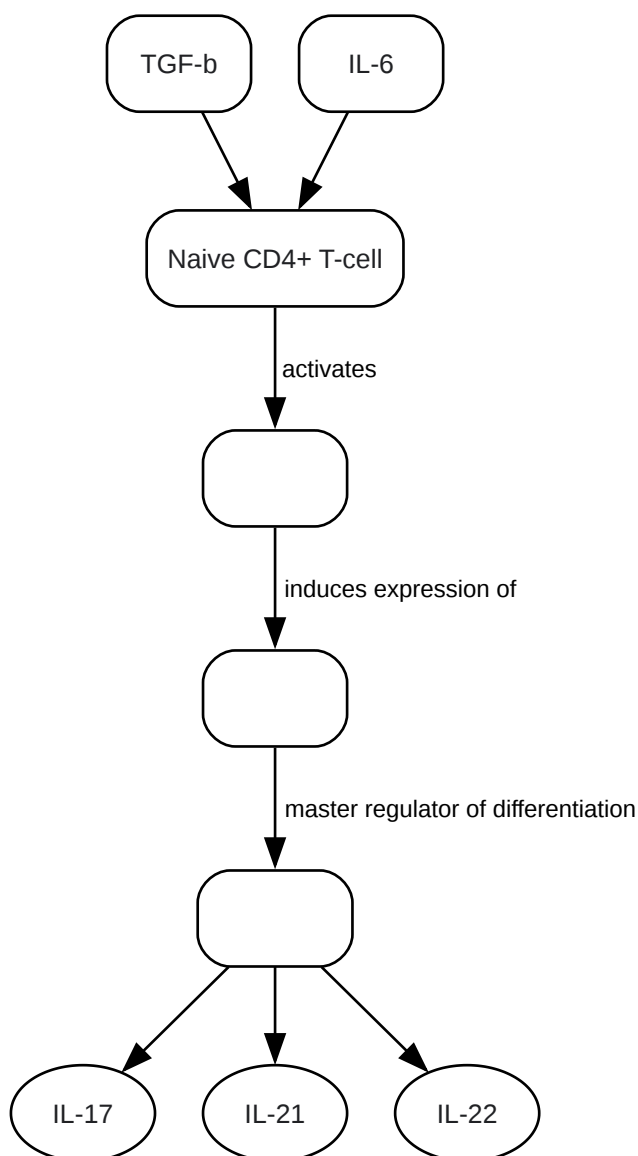 TGF-b
IL-6
Naive CD4+ T-cell
activates
induces expression of
master regulator of differentiation
IL-17
IL-21
IL-22